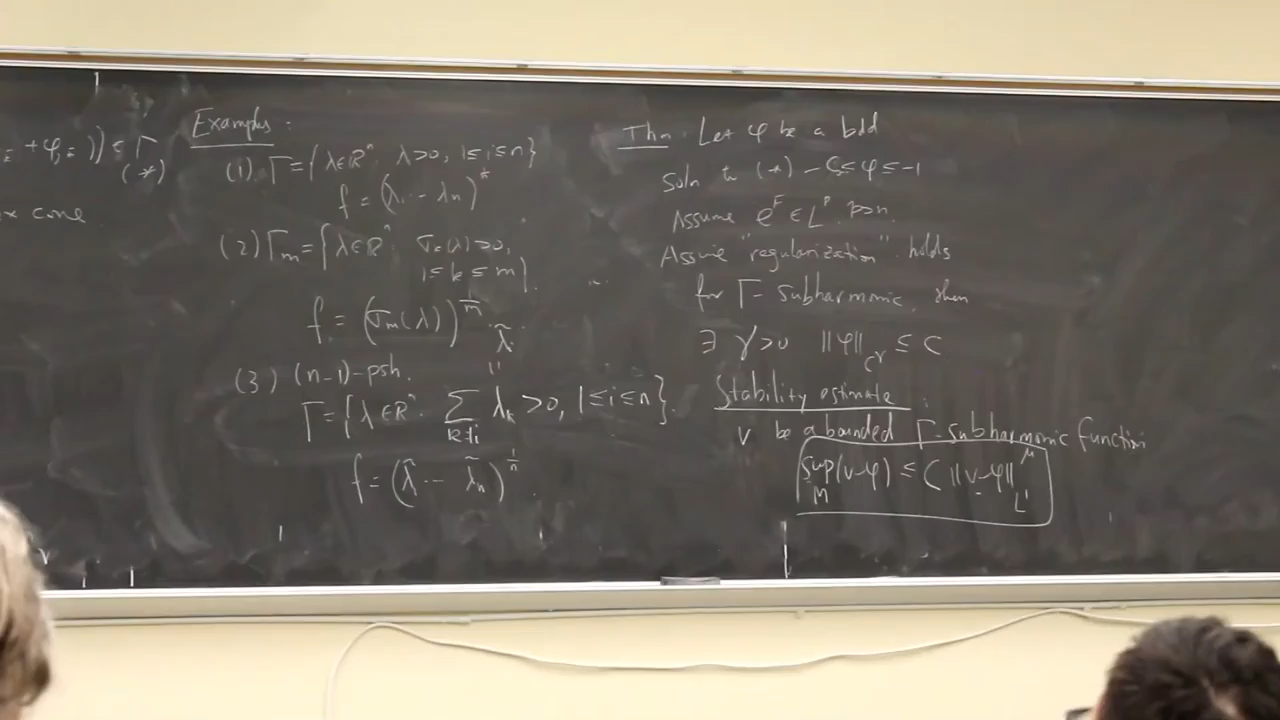 + φ_{i\bar{j}})) ∈ Γ
(*)
cone
Examples:
(1) Γ = {λ∈ℝⁿ, λ>0, 1≤i≤n}
f = (λ₁ ··· λₙ)^{1/n}
(2) Γₘ = {λ∈ℝⁿ: σₖ(λ)>0,
1≤k≤m}.
f = (σₘ(λ))^{1/m}
(3) (n-1)-psh.
λ̃ᵢ
"
Γ = {λ∈ℝⁿ: ∑_{k≠i} λₖ >0, 1≤i≤n}.
f = (λ̃ ··· λ̃ₙ)^{1/n}.
Thm. Let φ be a bdd
Soln to (*) -C≤φ≤-1
Assume e^F ∈ L^p p>n.
Assume "regularization" holds
for Γ-subharmonic, then
∃ γ>0 ||φ||_{C^γ} ≤ C
Stability estimate:
v be a bounded Γ-subharmonic function
sup_M (v-φ) ≤ C ||v-φ||_{L¹}^μ